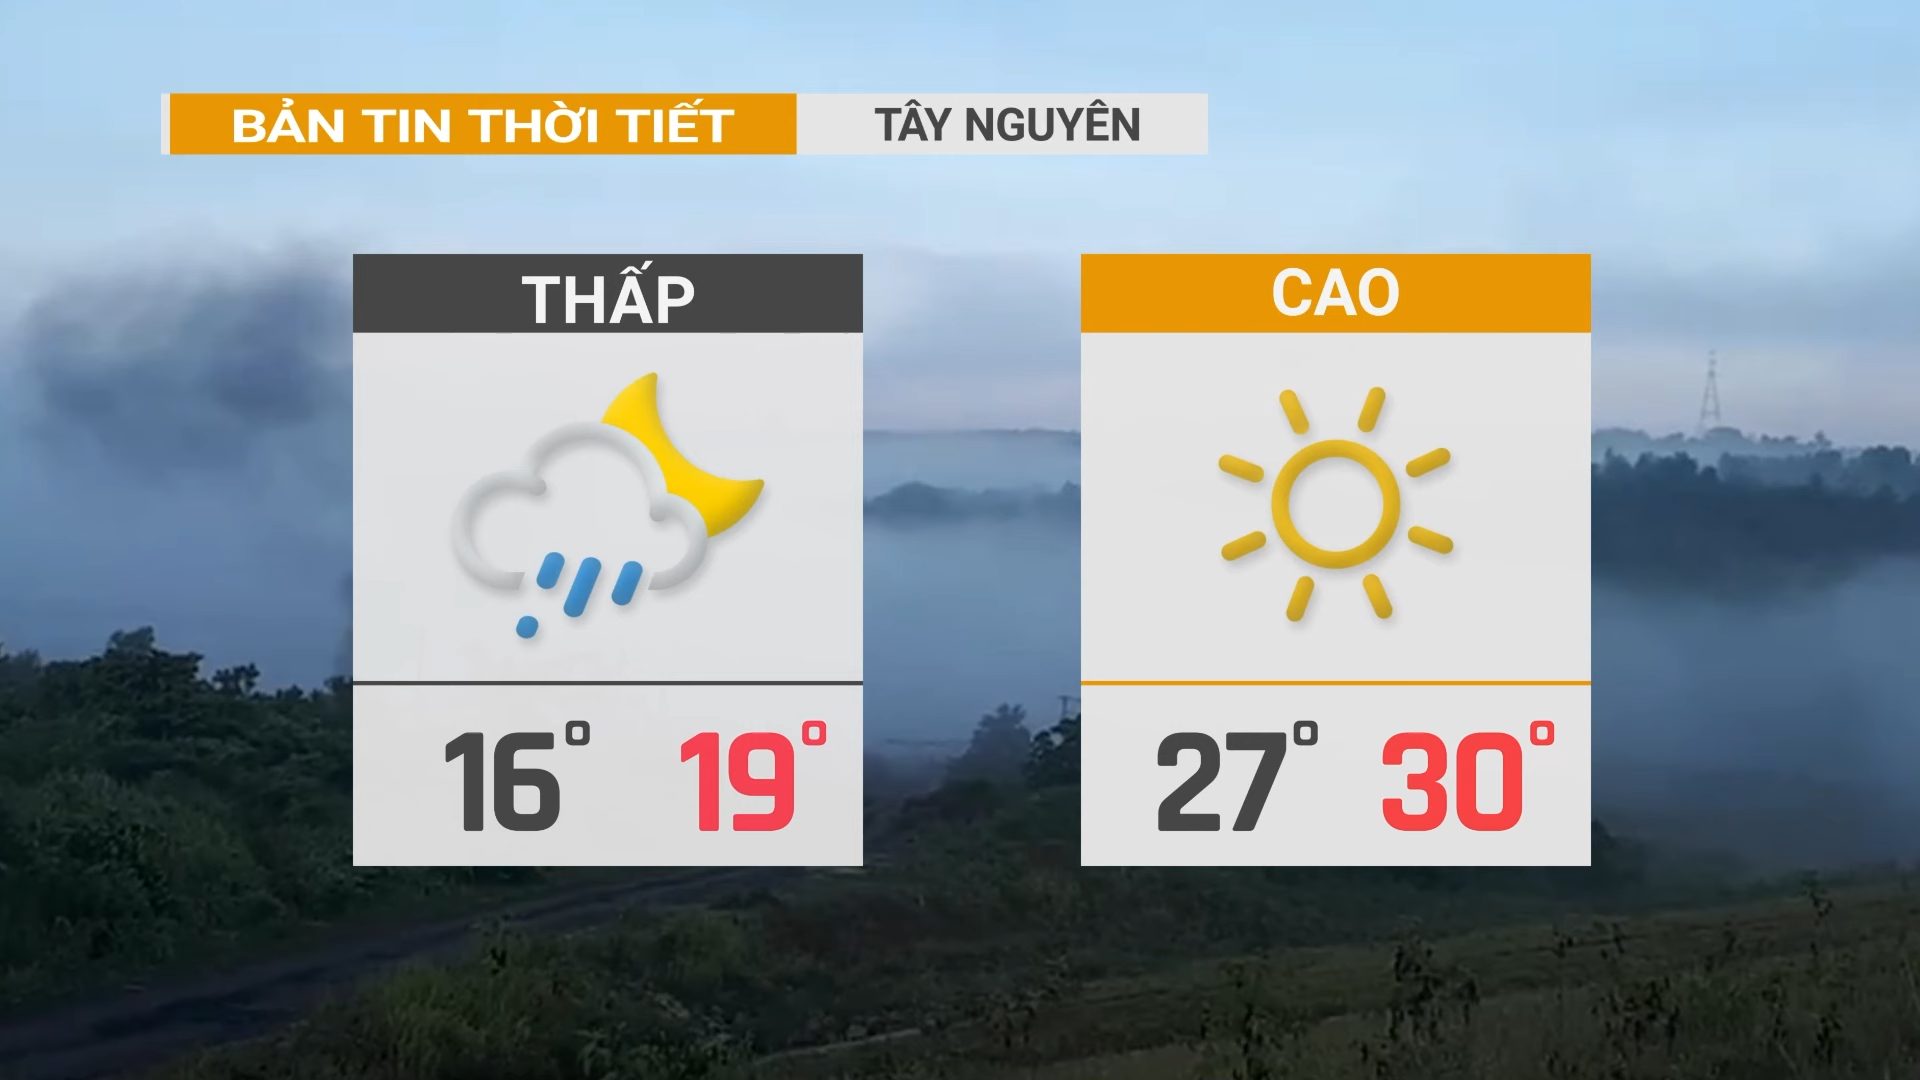 BẢN TIN THỜI TIẾT
TÂY NGUYÊN
THẤP
CAO
16° 19°
27° 30°